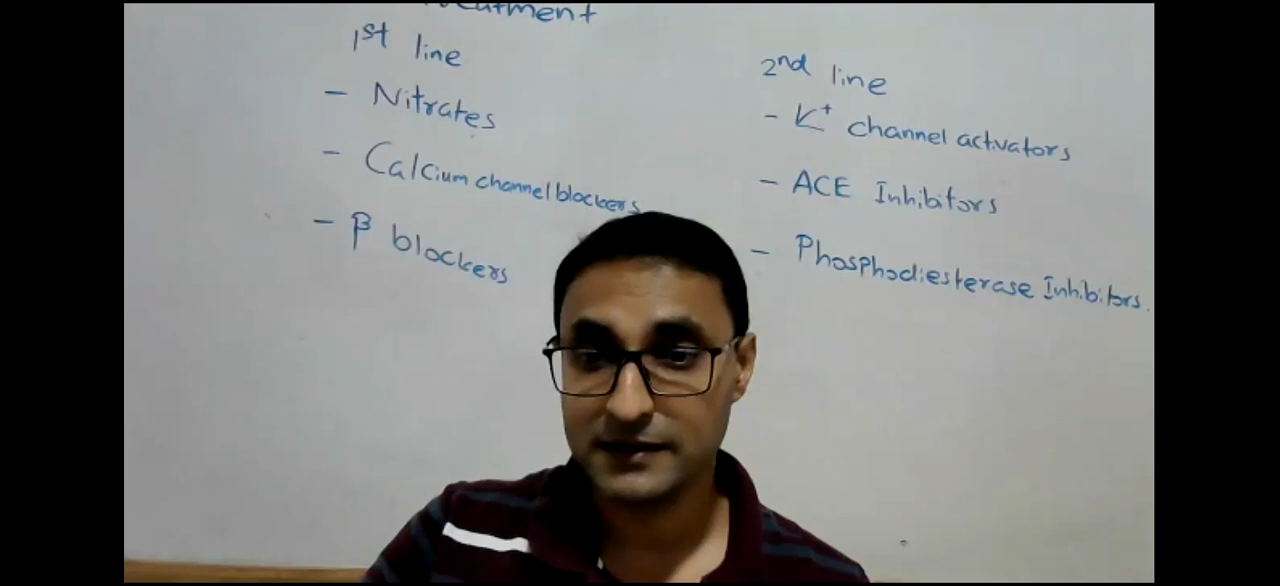 1st line
- Nitrates
- Calcium channel blockers
- β blockers
2nd line
- K+ channel activators
- ACE Inhibitors
- Phosphodiesterase Inhibitors.